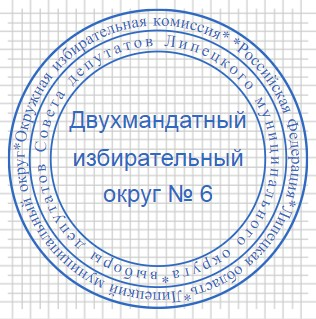 *Российская Федерация*Липецкая область*Липецкий муниципальный округ*Окружная избирательная комиссия*
*выборы депутатов Совета депутатов Липецкого муниципального округа
Двухмандатный
избирательный
округ № 6